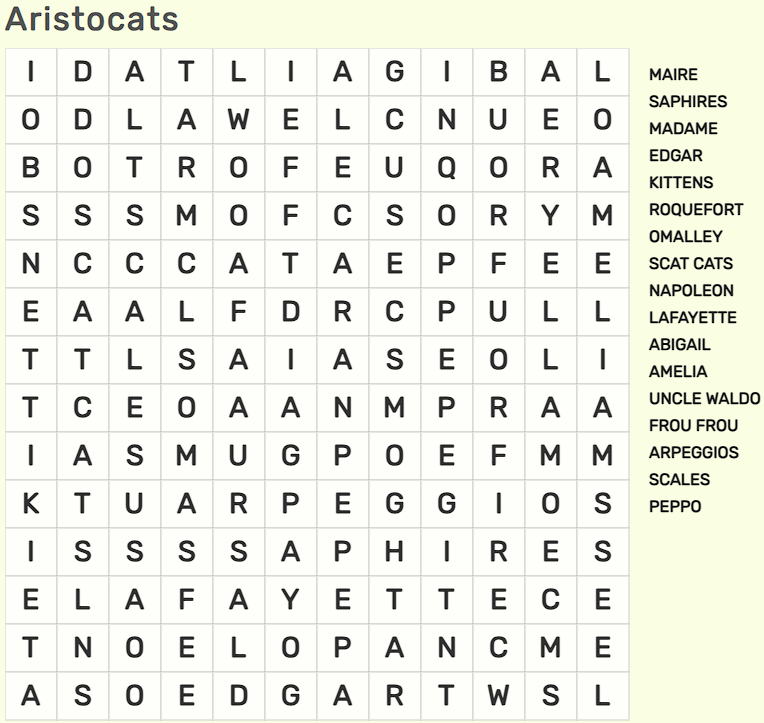 Aristocats
I D A T L I A G I B A L
O D L A W E L C N U E O
B O T R O F E U Q O R A
S S S M O F C S O R Y M
N C C C A T A E P F E E
E A A L F D R C P U L L
T T L S A I A S E O L I
T C E O A A N M P R A A
I A S M U G P O E F M M
K T U A R P E G G I O S
I S S S S A P H I R E S
E L A F A Y E T T E C E
T N O E L O P A N C M E
A S O E D G A R T W S L
MAIRE
SAPHIRES
MADAME
EDGAR
KITTENS
ROQUEFORT
OMALLEY
SCAT CATS
NAPOLEON
LAFAYETTE
ABIGAIL
AMELIA
UNCLE WALDO
FROU FROU
ARPEGGIOS
SCALES
PEPPO